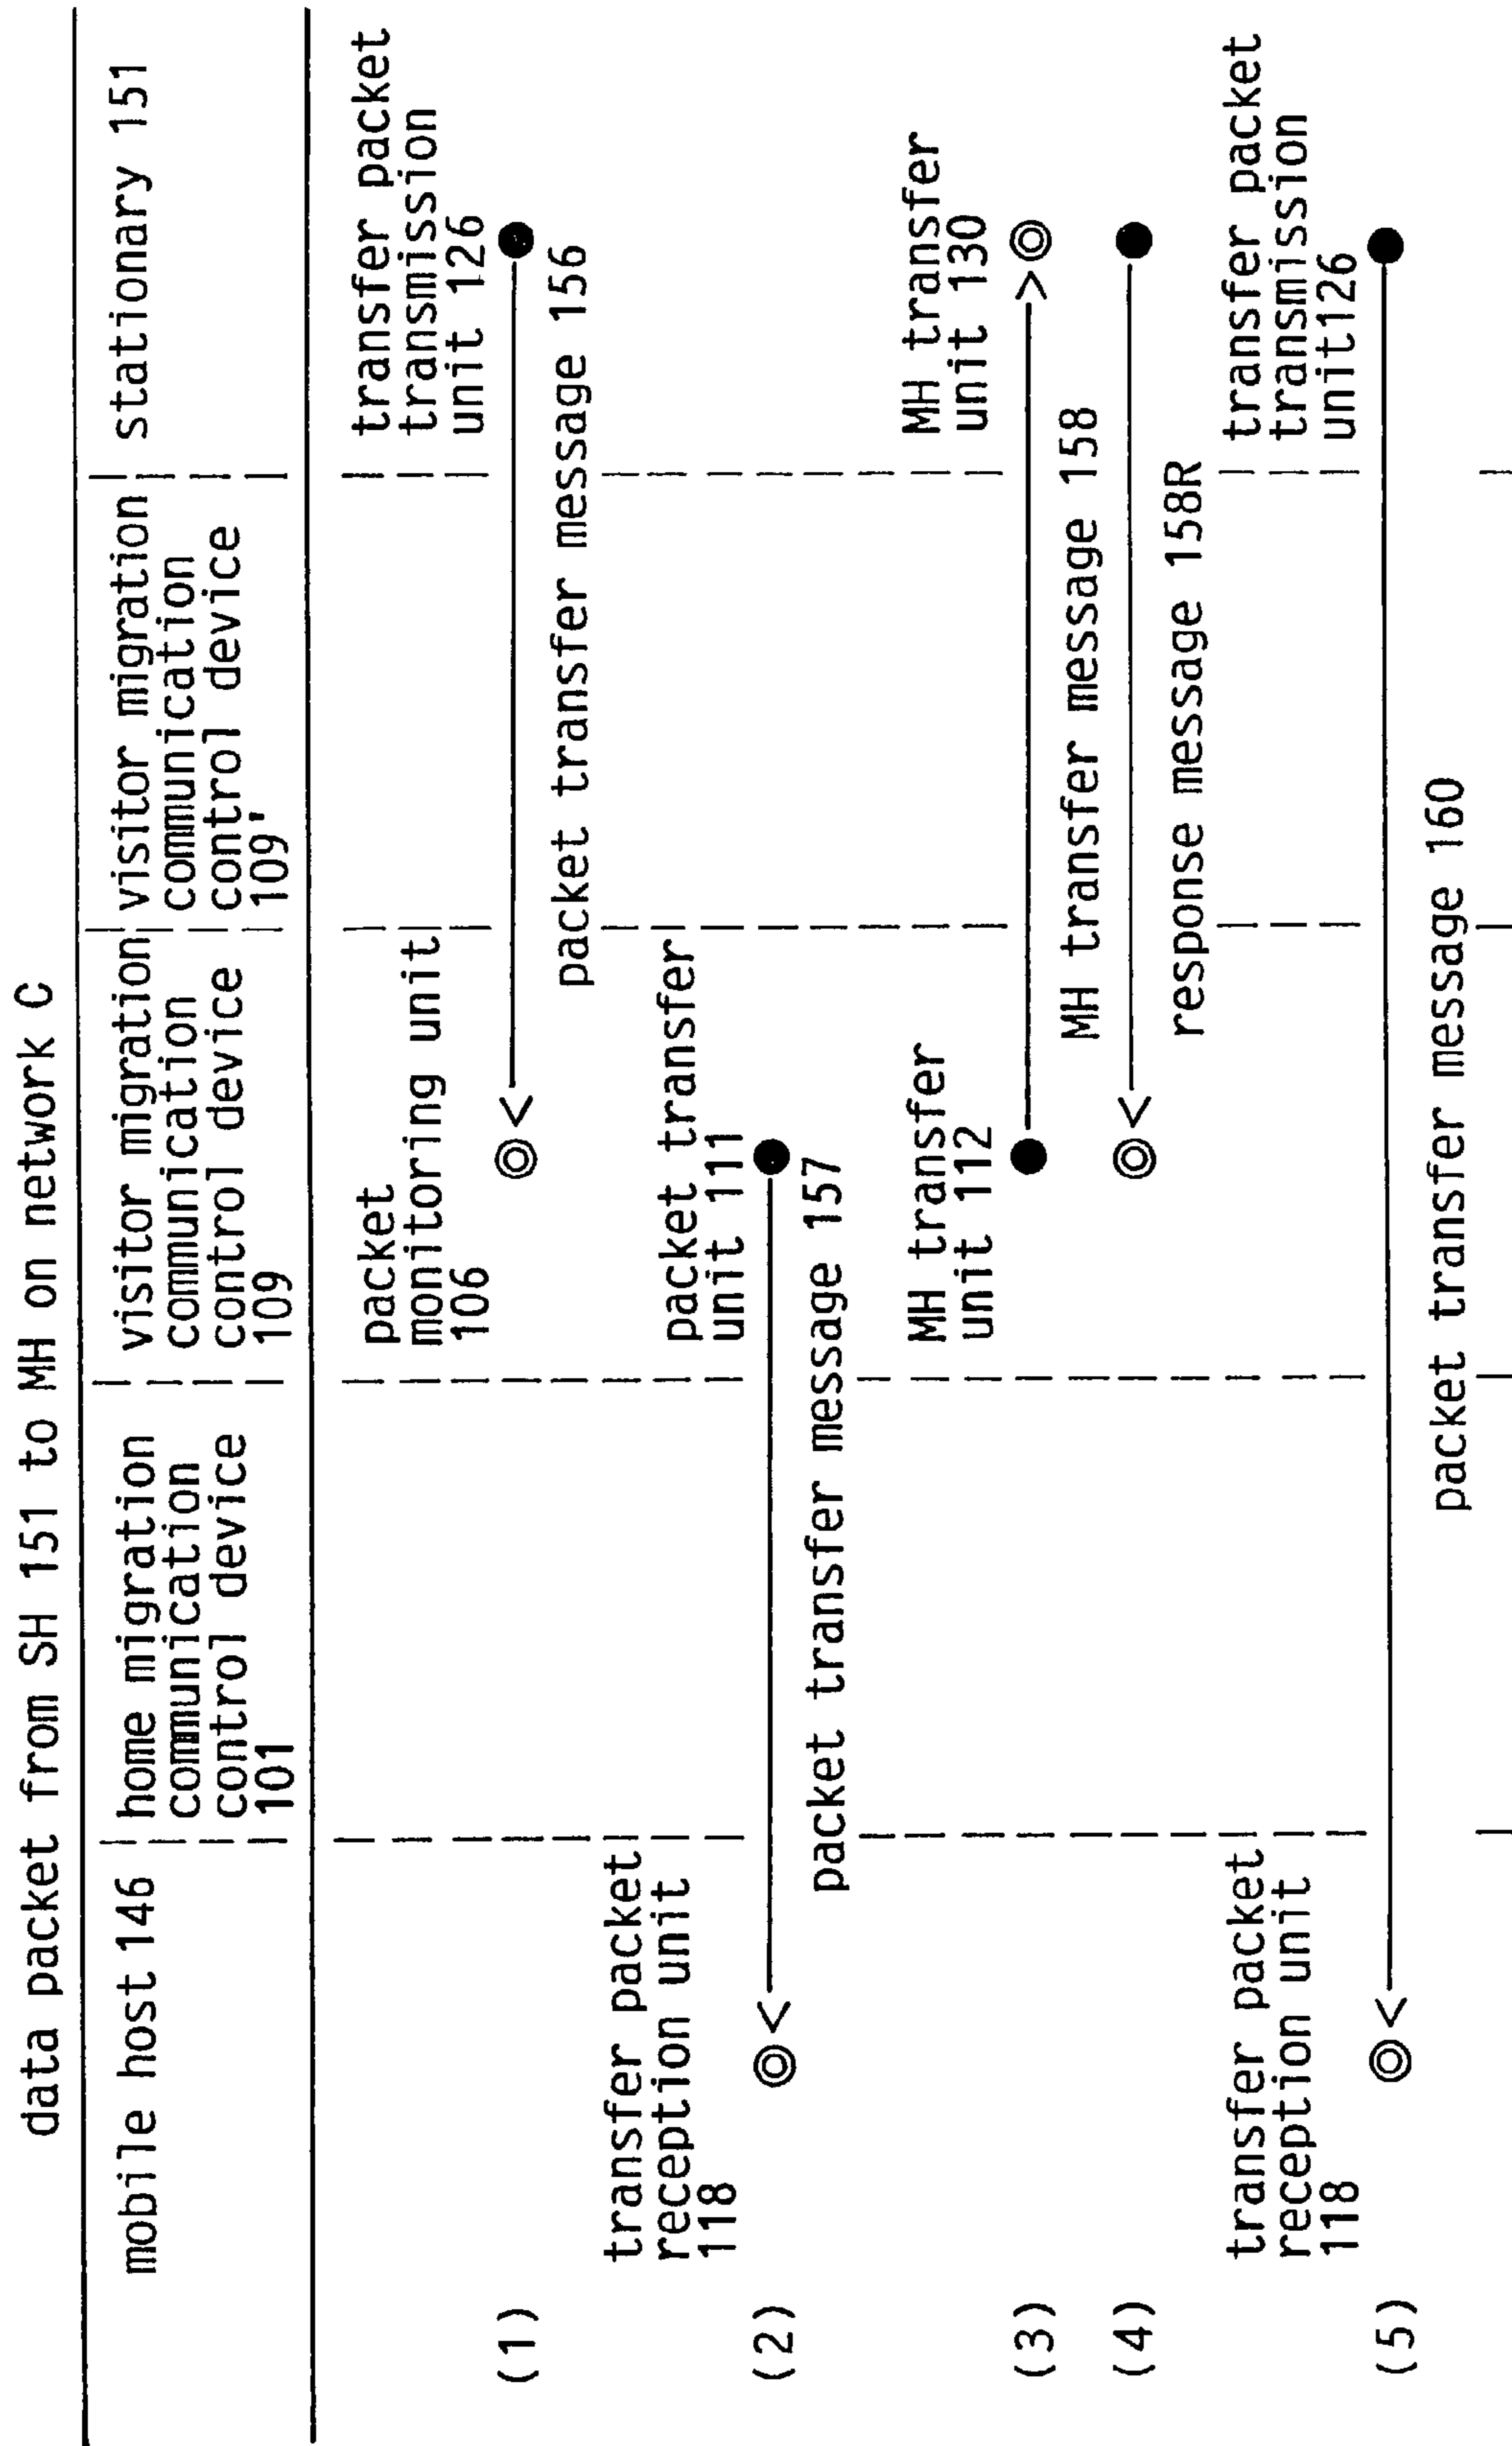 data packet from SH 151 to MH on network C
mobile host 146
home migration
communication
control device
101
visitor migration
communication
control device
109
visitor migration
communication
control device
109'
stationary 151
packet
monitoring unit
106
transfer packet
transmission
unit 126
(1)
packet transfer message 156
transfer packet
reception unit
118
packet transfer
unit 111
(2)
packet transfer message 157
MH transfer
unit 112
MH transfer
unit 130
(3)
MH transfer message 158
(4)
response message 158R
transfer packet
reception unit
118
transfer packet
transmission
unit126
(5)
packet transfer message 160